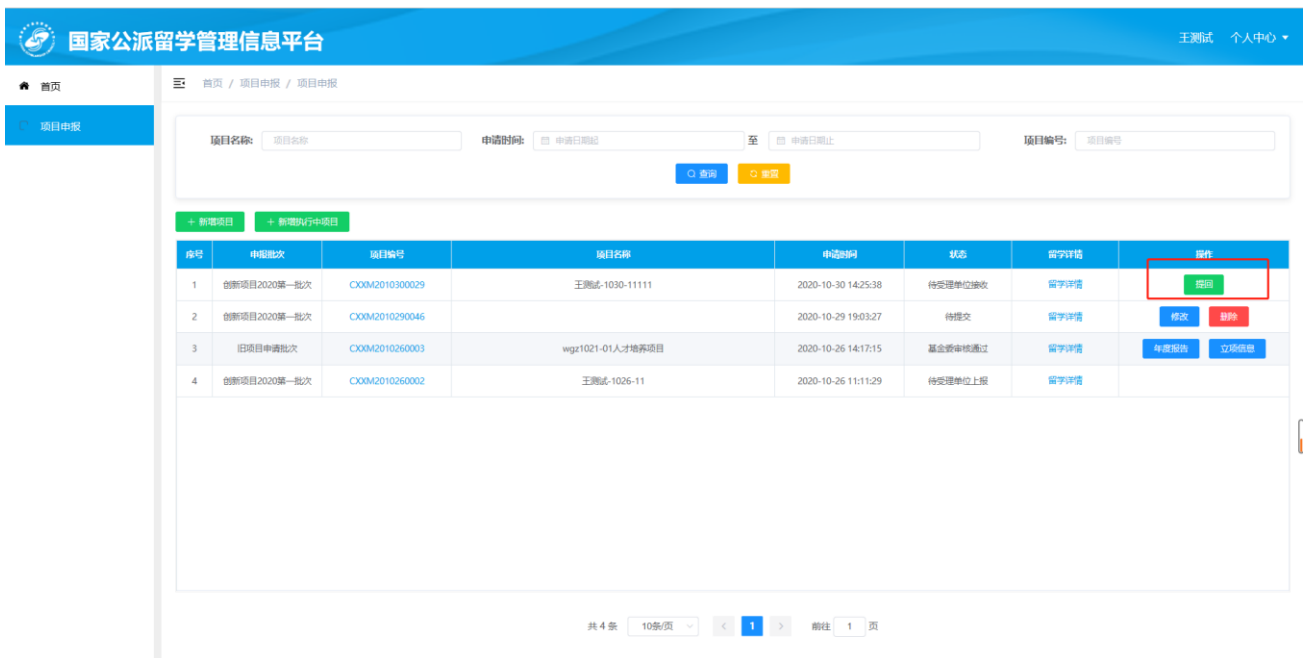 国家公派留学管理信息平台
王测试 个人中心
首页
首页 / 项目申报 / 项目申报
项目申报
项目名称: 项目名称 申请时间: 申请日期起 至 申请日期止 项目编号: 项目编号
查询 重置
+ 新增项目 + 新增执行中项目
序号 申报批次 项目编号 项目名称 申请时间 状态 留学详情 操作
1 创新项目2020第一批次 CXXM2010300029 王测试-1030-11111 2020-10-30 14:25:38 待受理单位接收 留学详情 提回
2 创新项目2020第一批次 CXXM2010290046 2020-10-29 19:03:27 待提交 留学详情 修改 删除
3 旧项目申请批次 CXXM2010260003 wgz1021-01人才培养项目 2020-10-26 14:17:15 基金委审核通过 留学详情 年度报告 立项信息
4 创新项目2020第一批次 CXXM2010260002 王测试-1026-11 2020-10-26 11:11:29 待受理单位上报 留学详情
共 4 条 10条/页 < 1 > 前往 1 页